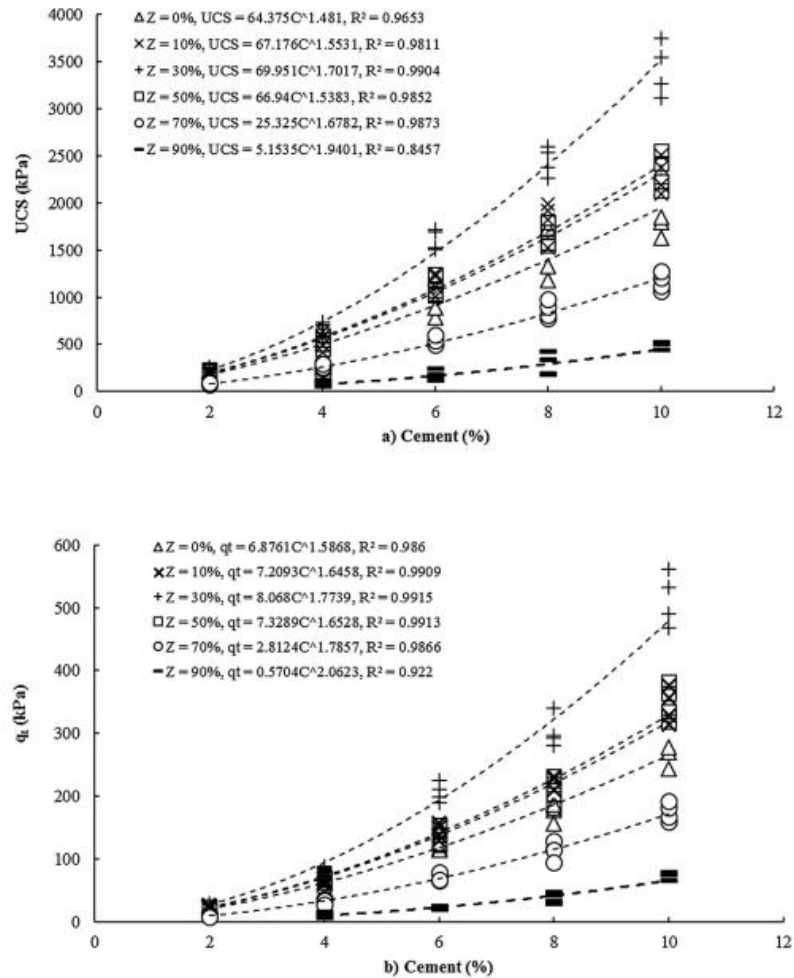 △ Z = 0%, UCS = 64.375C^1.481, R² = 0.9653
× Z = 10%, UCS = 67.176C^1.5531, R² = 0.9811
+ Z = 30%, UCS = 69.951C^1.7017, R² = 0.9904
□ Z = 50%, UCS = 66.94C^1.5383, R² = 0.9852
○ Z = 70%, UCS = 25.325C^1.6782, R² = 0.9873
- Z = 90%, UCS = 5.1535C^1.9401, R² = 0.8457
4000
3500
3000
2500
2000
1500
1000
500
0
UCS (kPa)
0 2 4 6 8 10 12
a) Cement (%)
△ Z = 0%, qt = 6.8761C^1.5868, R² = 0.986
× Z = 10%, qt = 7.2093C^1.6458, R² = 0.9909
+ Z = 30%, qt = 8.068C^1.7739, R² = 0.9915
□ Z = 50%, qt = 7.3289C^1.6528, R² = 0.9913
○ Z = 70%, qt = 2.8124C^1.7857, R² = 0.9866
- Z = 90%, qt = 0.5704C^2.0623, R² = 0.922
600
500
400
300
200
100
0
qt (kPa)
0 2 4 6 8 10 12
b) Cement (%)